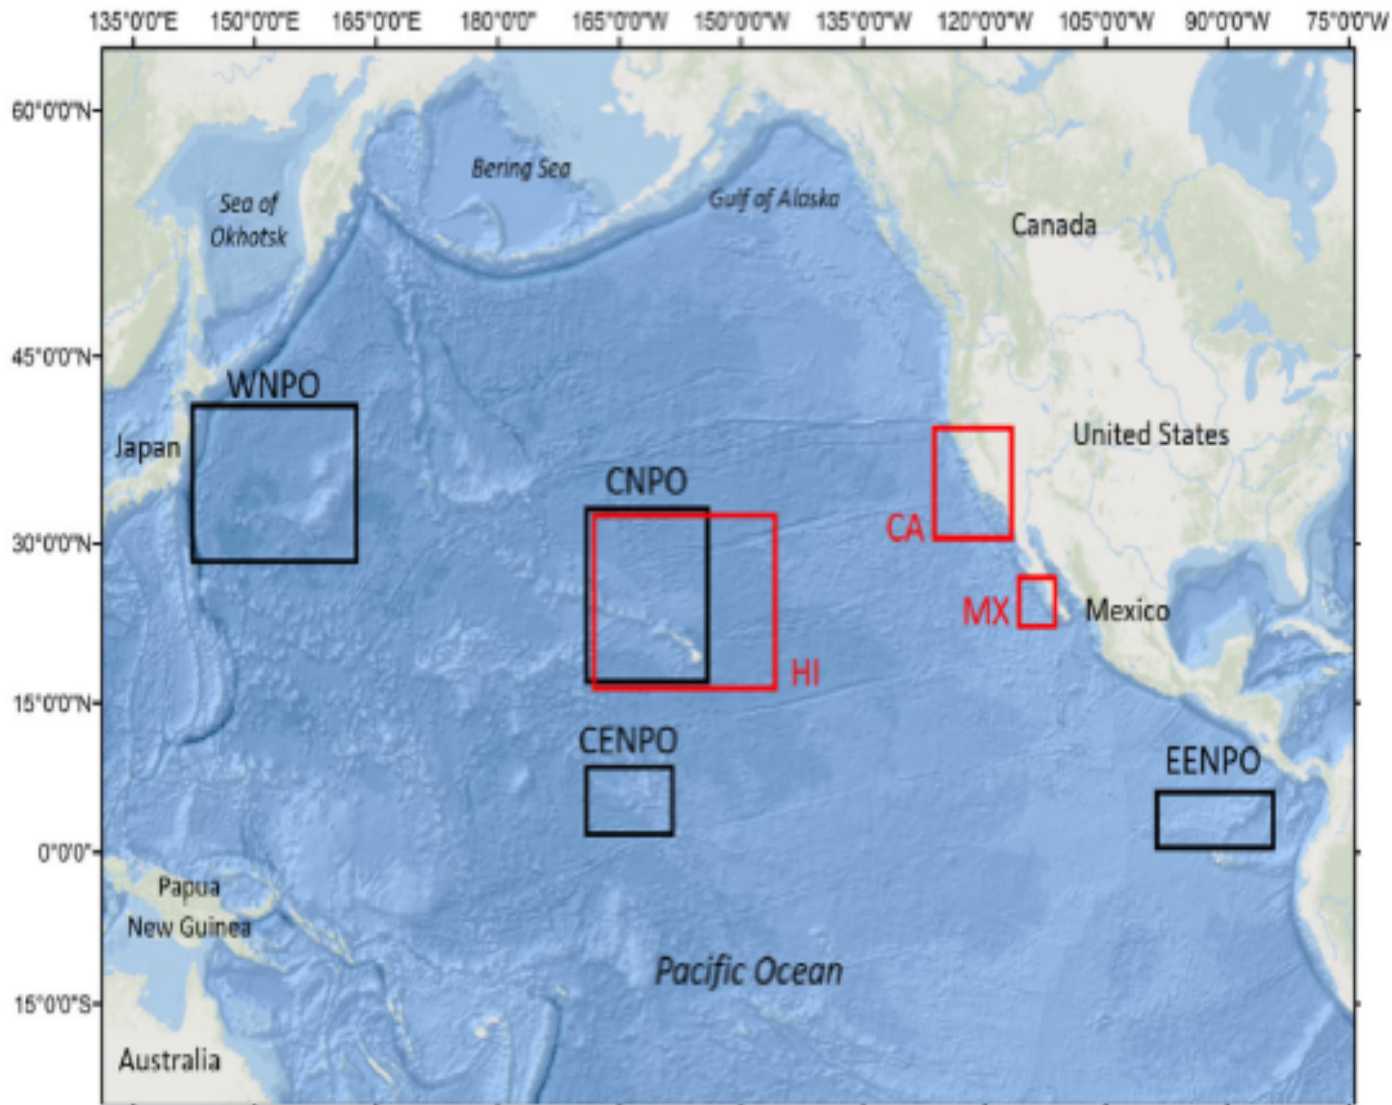 135°0'0"E 150°0'0"E 165°0'0"E 180°0'0" 165°0'0"W 150°0'0"W 135°0'0"W 120°0'0"W 105°0'0"W 90°0'0"W 75°0'0"W
60°0'0"N
Bering Sea
Gulf of Alaska
Sea of
Okhotsk
Canada
45°0'0"N
WNPO
Japan
United States
CNPO
CA
30°0'0"N
MX
Mexico
HI
15°0'0"N
CENPO
EENPO
0°0'0"
Papua
New Guinea
Pacific Ocean
15°0'0"S
Australia